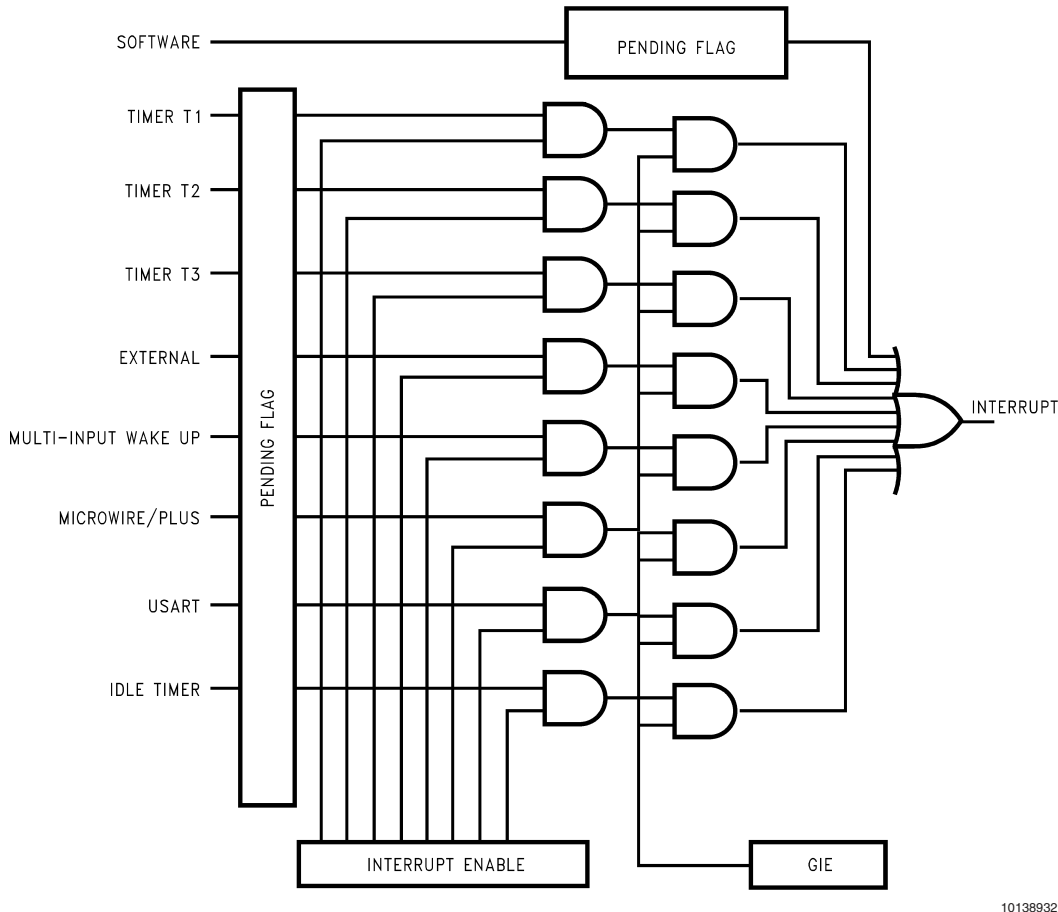 SOFTWARE
PENDING FLAG
TIMER T1
TIMER T2
TIMER T3
EXTERNAL
MULTI-INPUT WAKE UP
MICROWIRE/PLUS
USART
IDLE TIMER
PENDING FLAG
INTERRUPT
INTERRUPT ENABLE
GIE
10138932